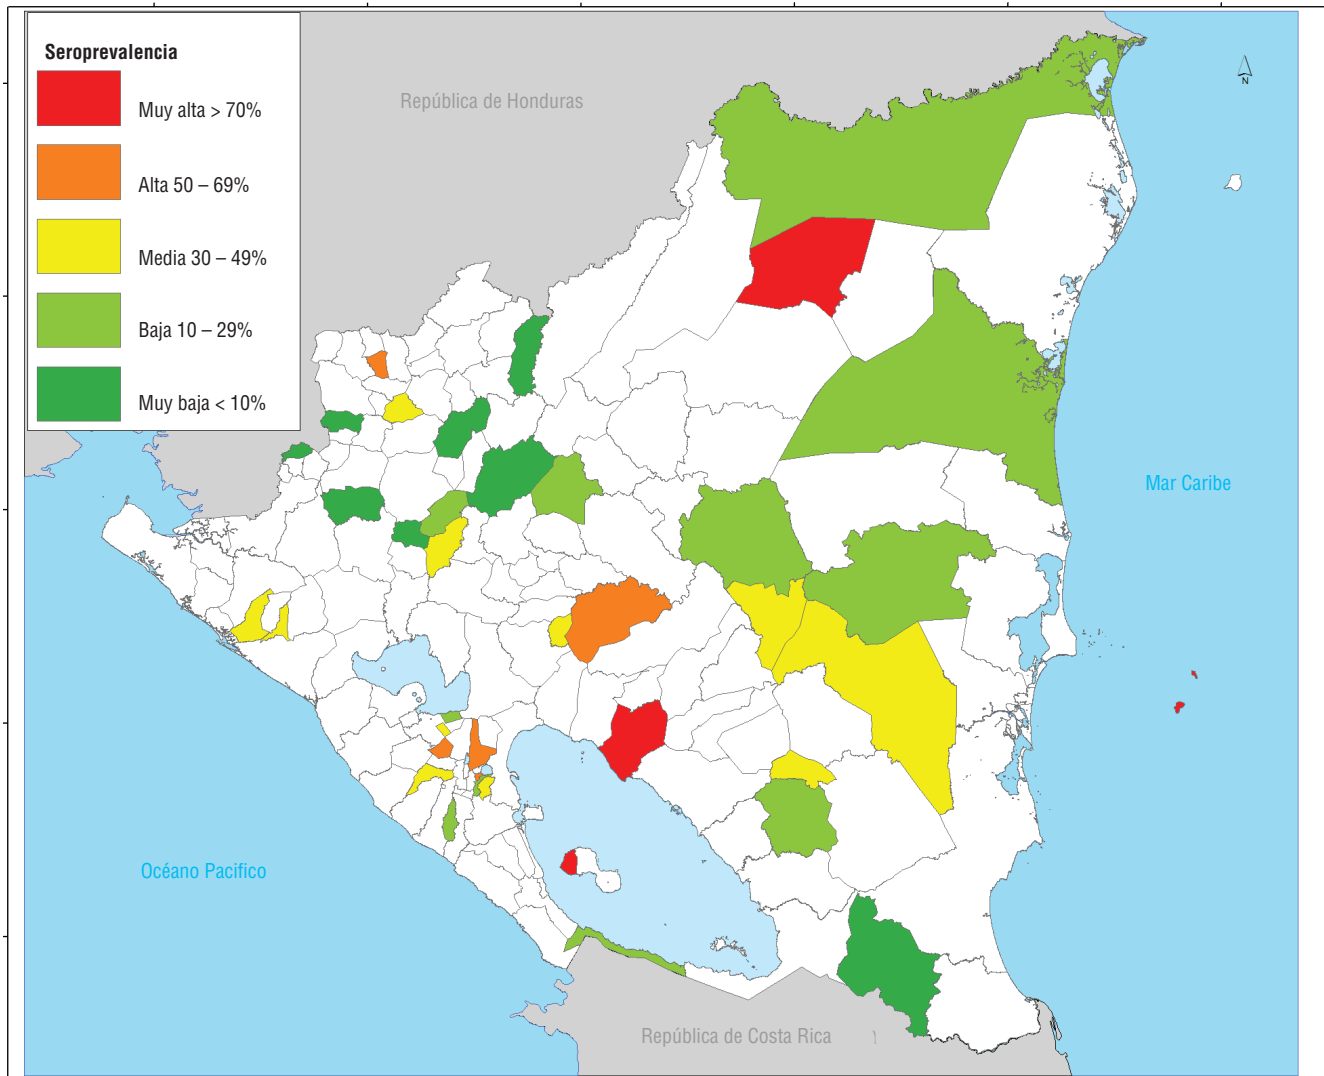 Seroprevalencia
Muy alta > 70%
Alta 50 – 69%
Media 30 – 49%
Baja 10 – 29%
Muy baja < 10%
República de Honduras
N
Mar Caribe
Océano Pacifico
República de Costa Rica